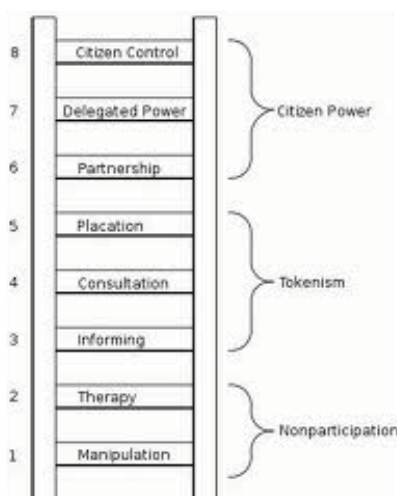 8 Citizen Control
7 Delegated Power
Citizen Power
6 Partnership
5 Placation
4 Consultation
Tokenism
3 Informing
2 Therapy
Nonparticipation
1 Manipulation